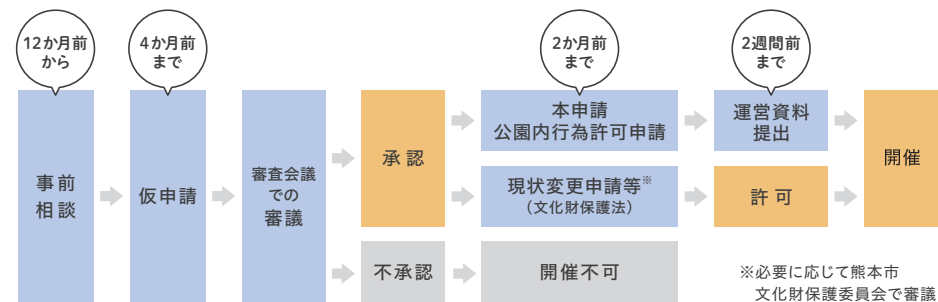 12か月前
から
4か月前
まで
2か月前
まで
2週間前
まで
事前
相談
仮申請
審査会議
での
審議
承認
本申請
公園内行為許可申請
運営資料
提出
開催
現状変更申請等※
(文化財保護法)
許可
不承認
開催不可
※必要に応じて熊本市
文化財保護委員会で審議